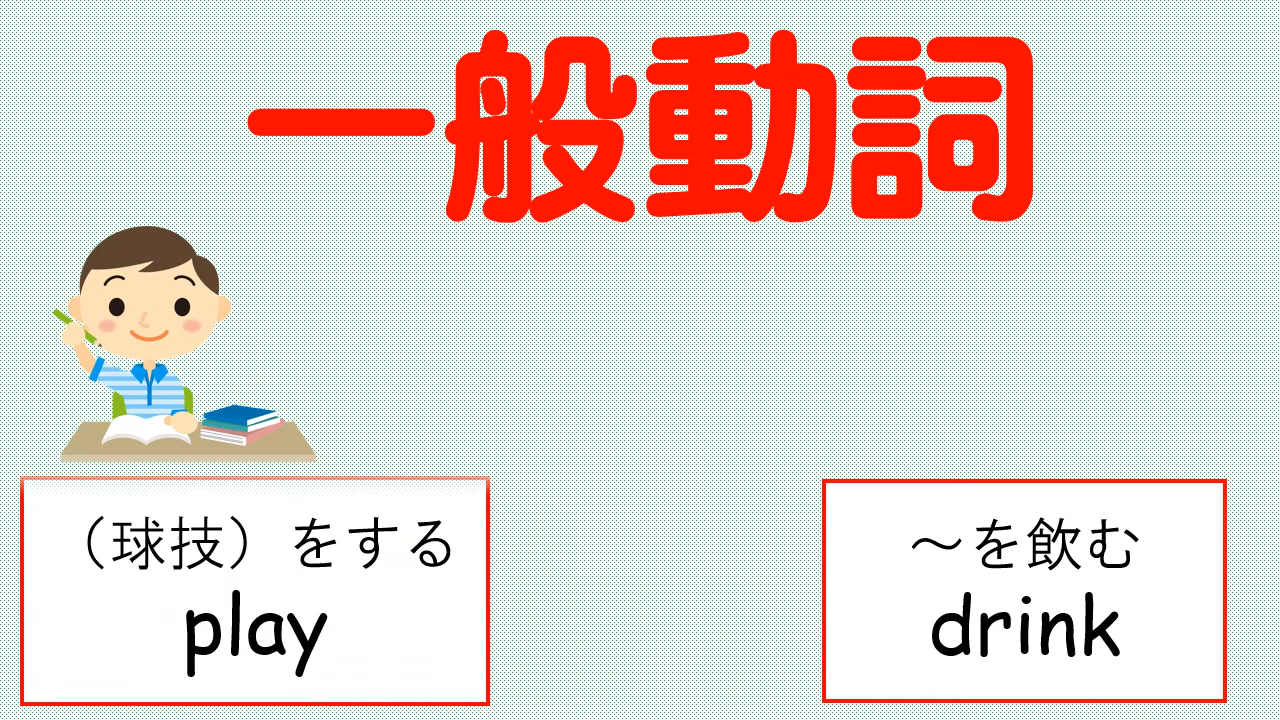 一般動詞
（球技）をする
play
～を飲む
drink